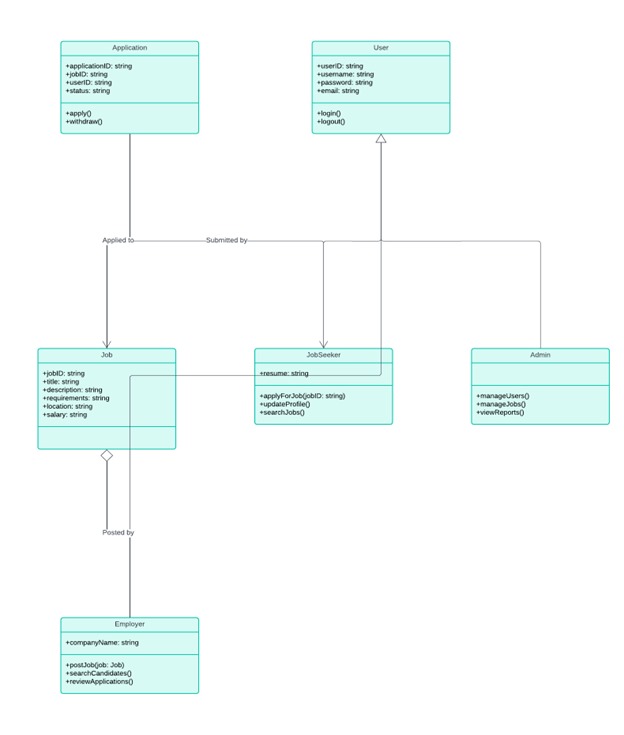 Application
+applicationID: string
+jobID: string
+userID: string
+status: string
+apply()
+withdraw()
User
+userID: string
+username: string
+password: string
+email: string
+login()
+logout()
Applied to
Submitted by
Job
+jobID: string
+title: string
+description: string
+requirements: string
+location: string
+salary: string
JobSeeker
+resume: string
+applyForJob(jobID: string)
+updateProfile()
+searchJobs()
Admin
+manageUsers()
+manageJobs()
+viewReports()
Posted by
Employer
+companyName: string
+postJob(job: Job)
+searchCandidates()
+reviewApplications()